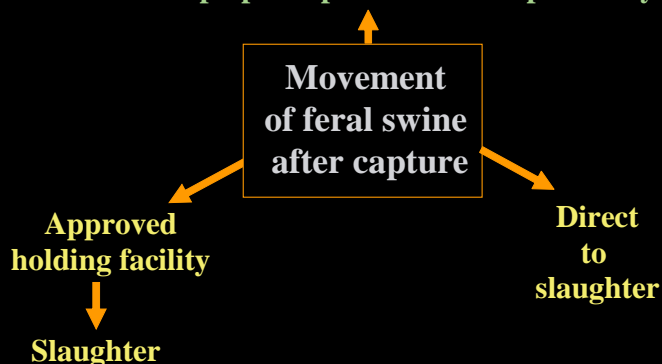 Movement
of feral swine
after capture
Approved
holding facility
Direct
to
slaughter
Slaughter